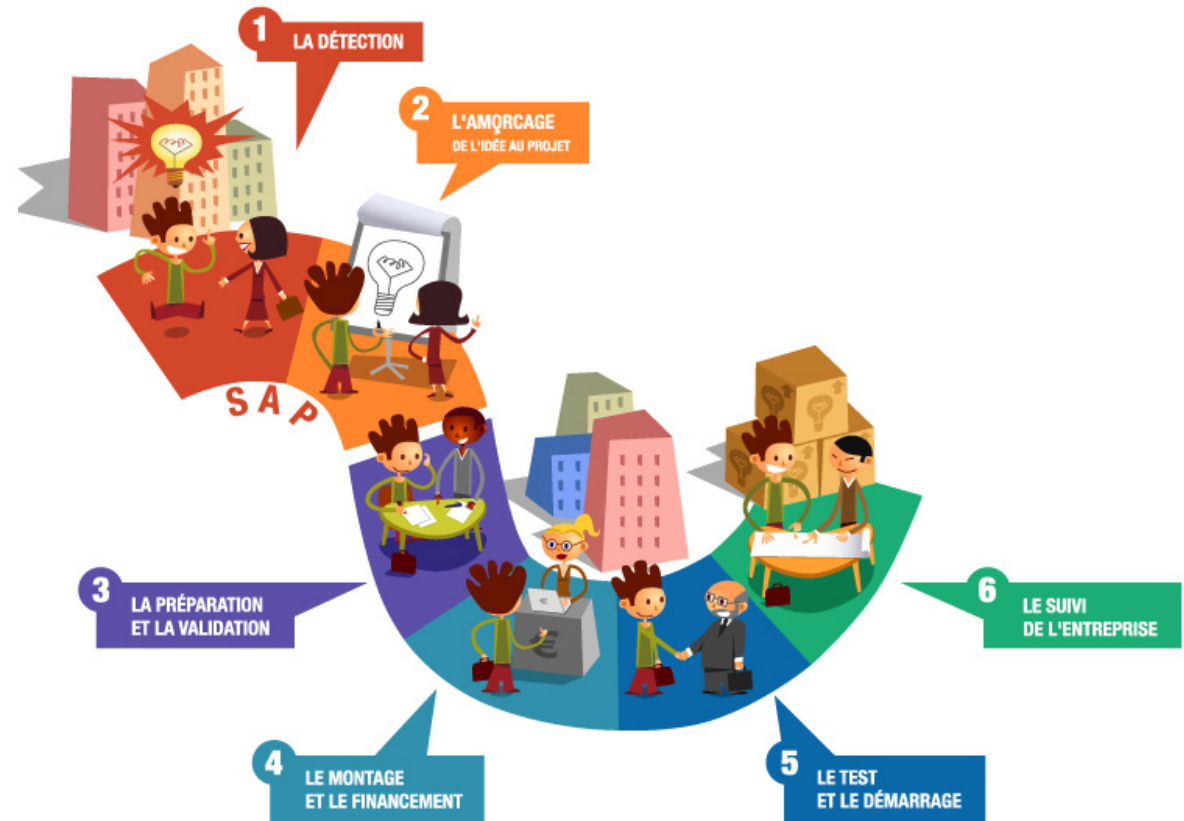 1
LA DÉTECTION
2
L'AMORÇAGE
DE L'IDÉE AU PROJET
SAP
3
LA PRÉPARATION
ET LA VALIDATION
€
6
LE SUIVI
DE L'ENTREPRISE
4
LE MONTAGE
ET LE FINANCEMENT
5
LE TEST
ET LE DÉMARRAGE